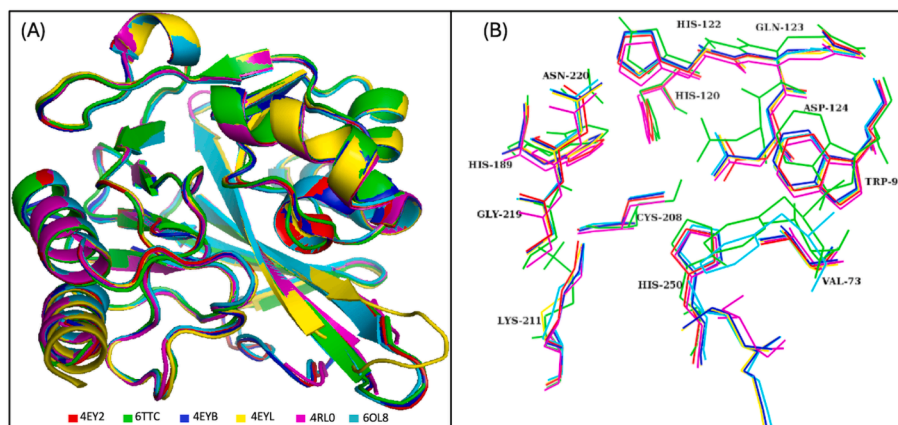 (A)
4EY2 6TTC 4EYB 4EYL 4RL0 6OL8
(B)
HIS-122 GLN-123
ASN-220
HIS-120
ASP-124
HIS-189
TRP-9
GLY-219
CYS-208
HIS-250
VAL-73
LYS-211